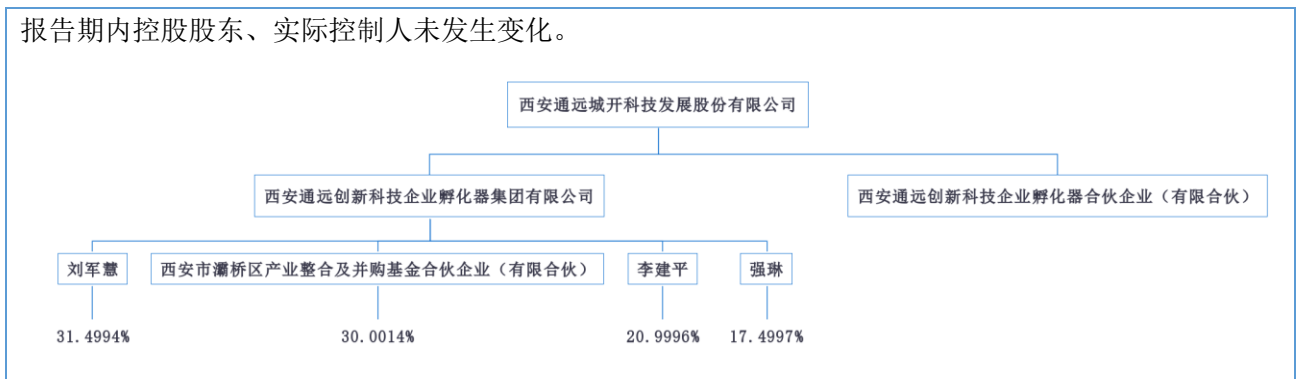 报告期内控股股东、实际控制人未发生变化。
西安通远城开科技发展股份有限公司
西安通远创新科技企业孵化器集团有限公司
西安通远创新科技企业孵化器合伙企业（有限合伙）
刘军慧
西安市灞桥区产业整合及并购基金合伙企业（有限合伙）
李建平
强琳
31.4994%
30.0014%
20.9996%
17.4997%